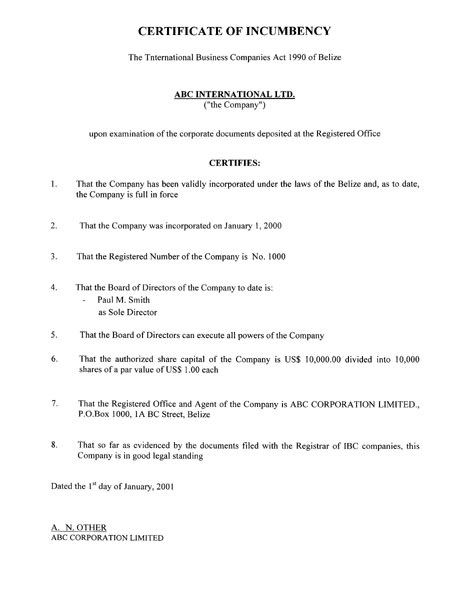 CERTIFICATE OF INCUMBENCY
The Tnternational Business Companies Act 1990 of Belize
ABC INTERNATIONAL LTD.
("the Company")
upon examination of the corporate documents deposited at the Registered Office
CERTIFIES:
1. That the Company has been validly incorporated under the laws of the Belize and, as to date,
the Company is full in force
2. That the Company was incorporated on January 1, 2000
3. That the Registered Number of the Company is No. 1000
4. That the Board of Directors of the Company to date is:
- Paul M. Smith
as Sole Director
5. That the Board of Directors can execute all powers of the Company
6. That the authorized share capital of the Company is US$ 10,000.00 divided into 10,000
shares of a par value of US$ 1.00 each
7. That the Registered Office and Agent of the Company is ABC CORPORATION LIMITED.,
P.O.Box 1000, 1A BC Street, Belize
8. That so far as evidenced by the documents filed with the Registrar of IBC companies, this
Company is in good legal standing
Dated the 1st day of January, 2001
A. N. OTHER
ABC CORPORATION LIMITED